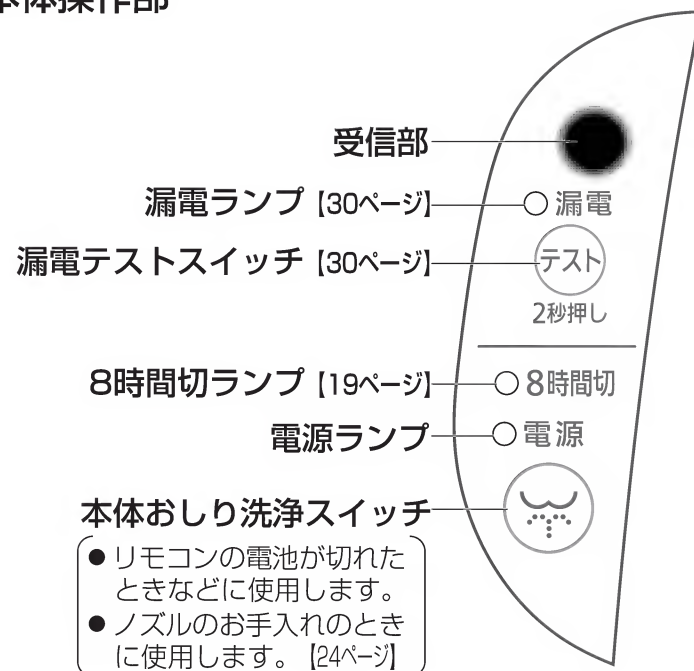 本体操作部
受信部
漏電ランプ【30ページ】
漏電
漏電テストスイッチ【30ページ】
テスト
2秒押し
8時間切ランプ【19ページ】
8時間切
電源ランプ
電源
本体おしり洗浄スイッチ
●リモコンの電池が切れた
ときなどに使用します。
●ノズルのお手入れのとき
に使用します。【24ページ】